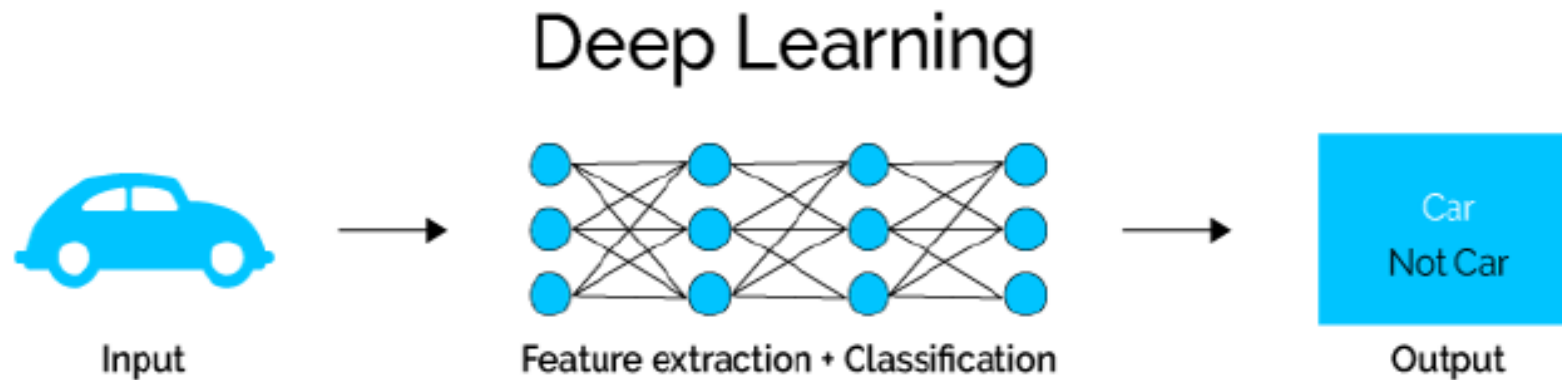 Deep Learning
Car
Not Car
Input
Feature extraction + Classification
Output